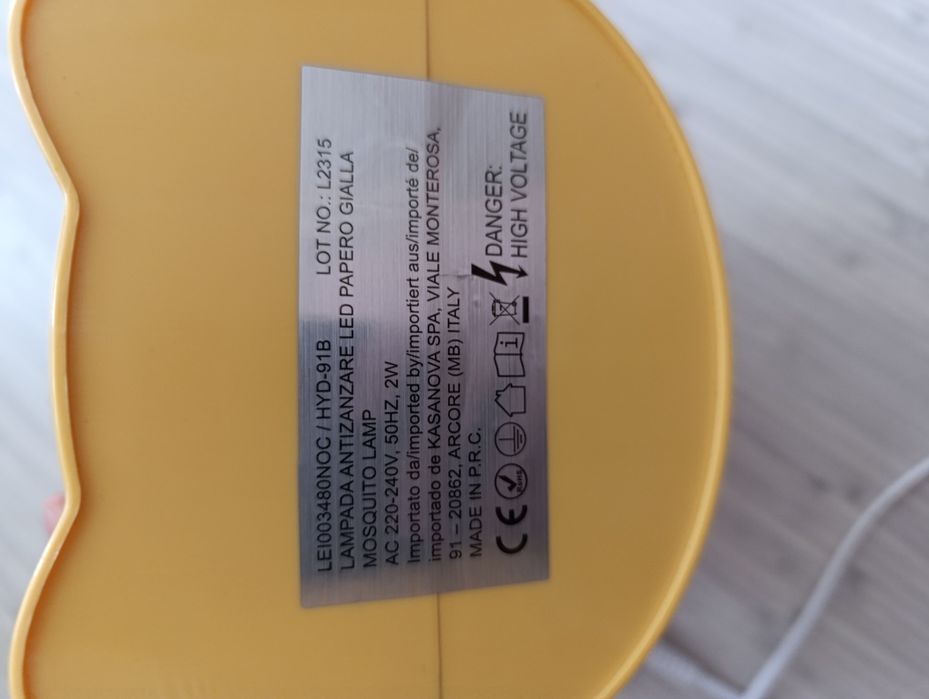 LEI003480NOC / HYD-91B LOT NO.: L2315
LAMPADA ANTIZANZARE LED PAPERO GIALLA
MOSQUITO LAMP
AC 220-240V, 50HZ, 2W
Importato da/imported by/importiert aus/importé de/
importado de KASANOVA SPA, VIALE MONTEROSA,
91 – 20862, ARCORE (MB) ITALY
MADE IN P.R.C.
CE RoHS i DANGER:
HIGH VOLTAGE